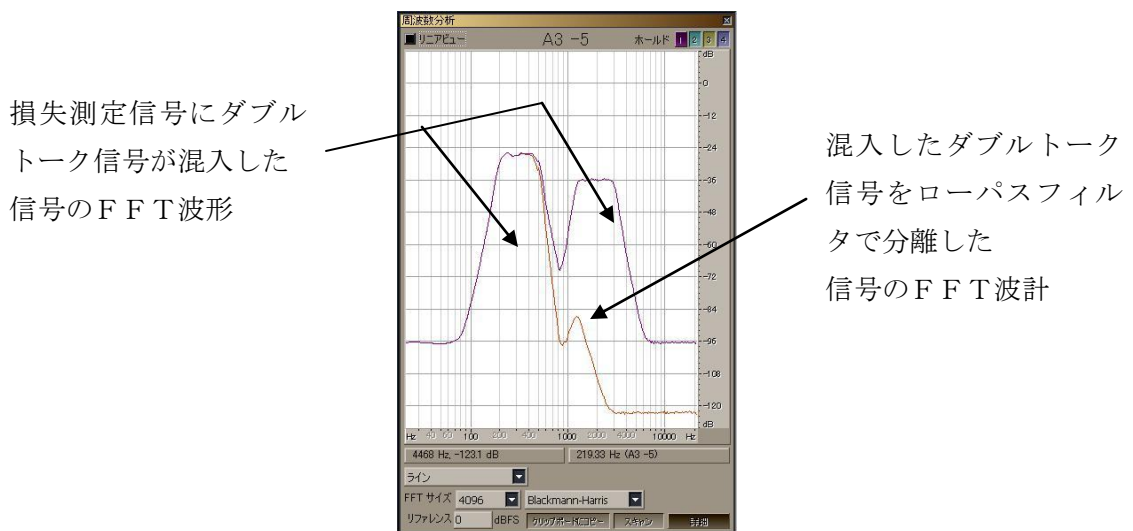 周波数分析
リニアビュー A3 -5 ホールド 1 2 3 4
dB
-0
-12
-24
-36
-48
-60
-72
-84
-96
-108
-120
dB
Hz 40 60 100 200 400 1000 2000 4000 10000 Hz
4468 Hz, -123.1 dB 219.33 Hz (A3 -5)
ライン
FFT サイズ 4096 Blackmann-Harris
リファレンス 0 dBFS クリップボードにコピー スキャン 詳細
損失測定信号にダブル
トーク信号が混入した
信号のFFT波形
混入したダブルトーク
信号をローパスフィル
タで分離した
信号のFFT波計